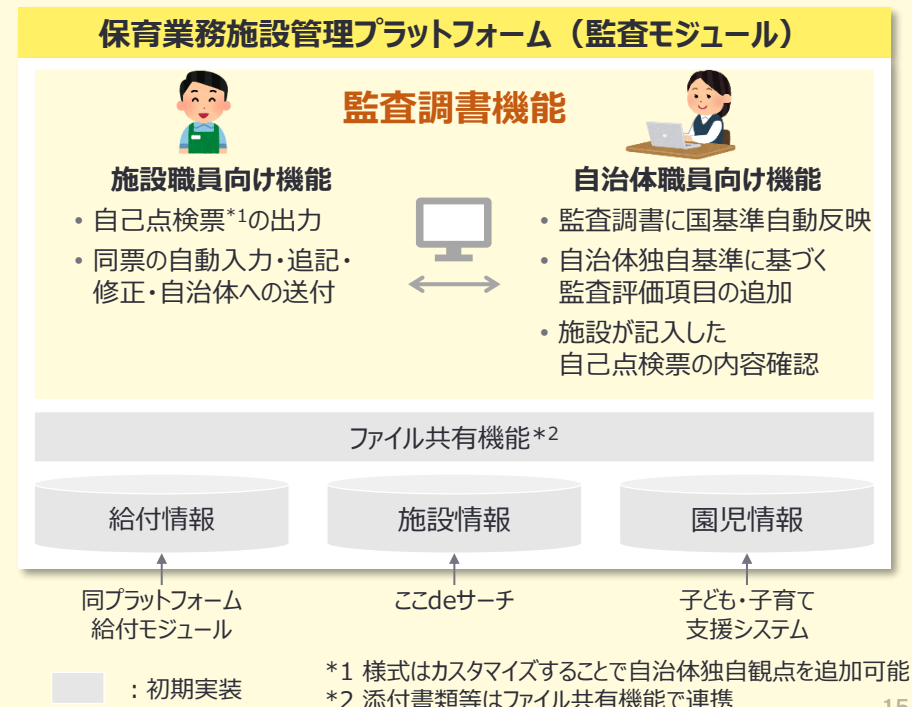 保育業務施設管理プラットフォーム（監査モジュール）
監査調書機能
施設職員向け機能
• 自己点検票*1の出力
• 同票の自動入力・追記・
修正・自治体への送付
自治体職員向け機能
• 監査調書に国基準自動反映
• 自治体独自基準に基づく
監査評価項目の追加
• 施設が記入した
自己点検票の内容確認
ファイル共有機能*2
給付情報
施設情報
園児情報
同プラットフォーム
給付モジュール
ここdeサーチ
子ども・子育て
支援システム
：初期実装
*1 様式はカスタマイズすることで自治体独自観点を追加可能
*2 添付書類等はファイル共有機能で連携
15